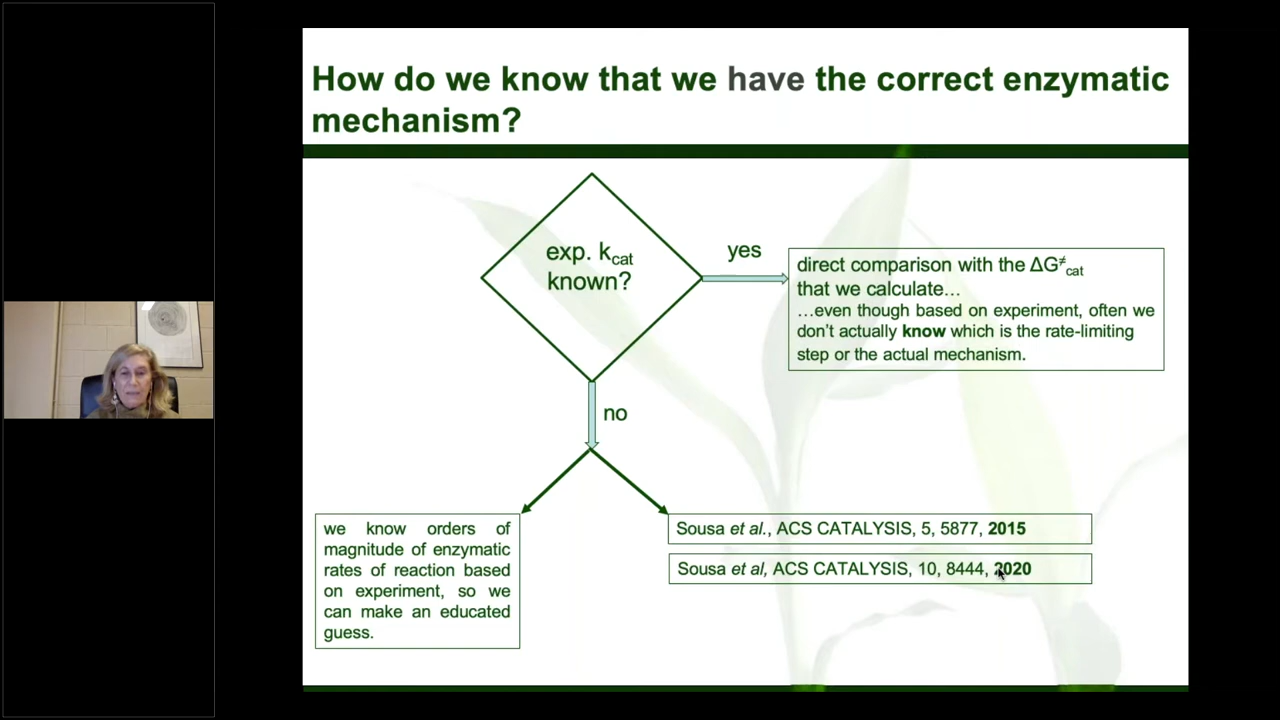 How do we know that we have the correct enzymatic
mechanism?
exp. kcat
known?
yes
direct comparison with the ΔG≠cat
that we calculate…
…even though based on experiment, often we
don't actually know which is the rate-limiting
step or the actual mechanism.
no
we know orders of
magnitude of enzymatic
rates of reaction based
on experiment, so we
can make an educated
guess.
Sousa et al., ACS CATALYSIS, 5, 5877, 2015
Sousa et al, ACS CATALYSIS, 10, 8444, 2020